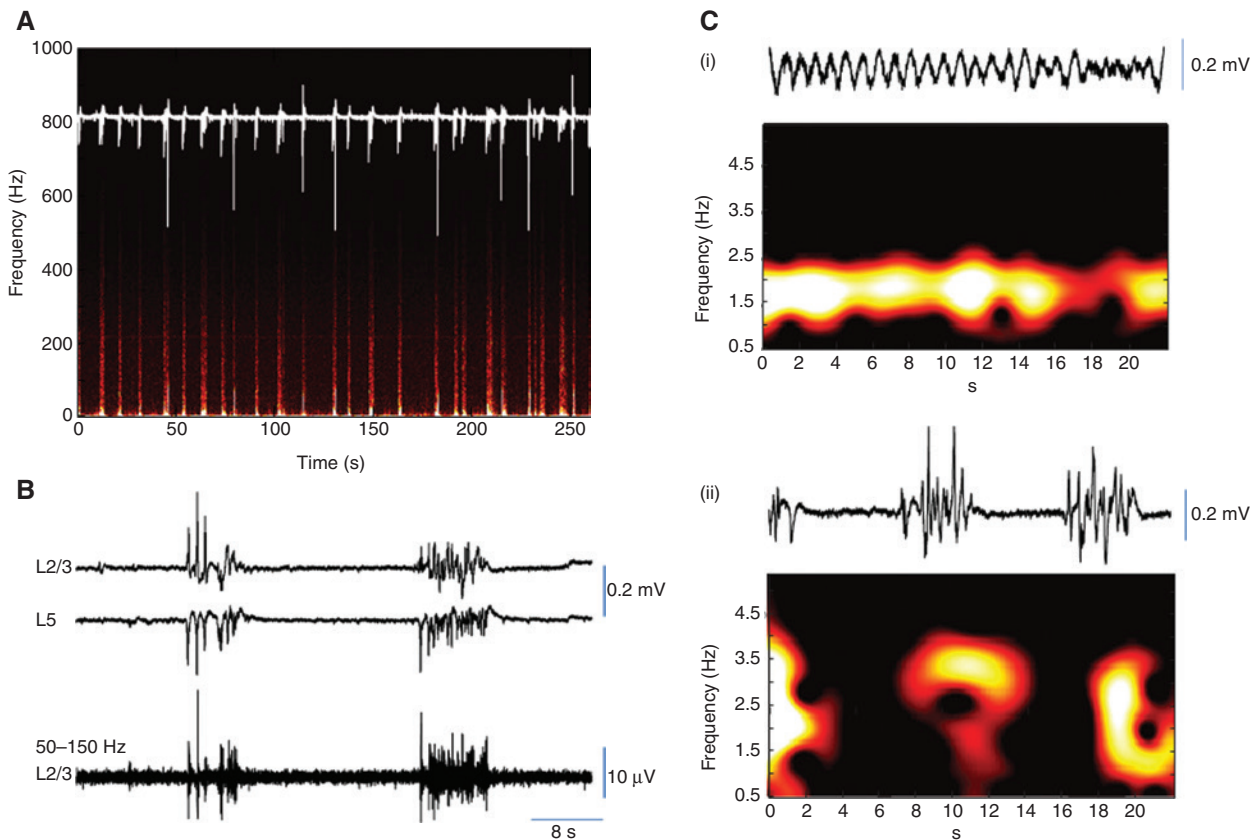 A
1000
800
600
400
200
0
Frequency (Hz)
0 50 100 150 200 250
Time (s)
B
L2/3
L5
0.2 mV
50–150 Hz
L2/3
10 μV
8 s
C
(i)
0.2 mV
4.5
3.5
2.5
1.5
0.5
Frequency (Hz)
0 2 4 6 8 10 12 14 16 18 20
s
(ii)
0.2 mV
4.5
3.5
2.5
1.5
0.5
Frequency (Hz)
0 2 4 6 8 10 12 14 16 18 20
s